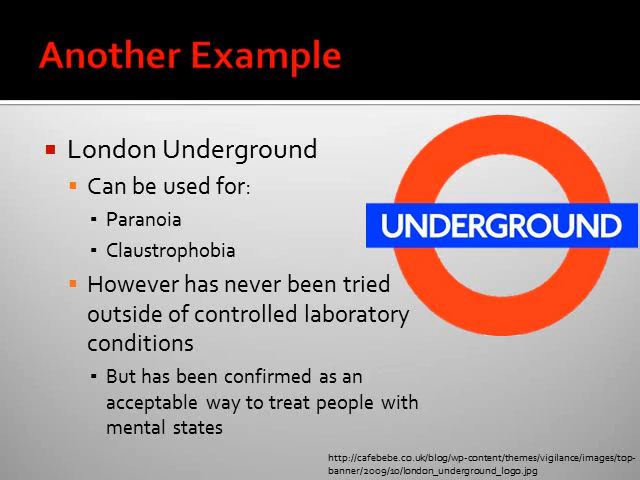 Another Example
London Underground
Can be used for:
Paranoia
Claustrophobia
However has never been tried
outside of controlled laboratory
conditions
But has been confirmed as an
acceptable way to treat people with
mental states
UNDERGROUND
http://cafebebe.co.uk/blog/wp-content/themes/vigilance/images/top-
banner/2009/10/london_underground_logo.jpg